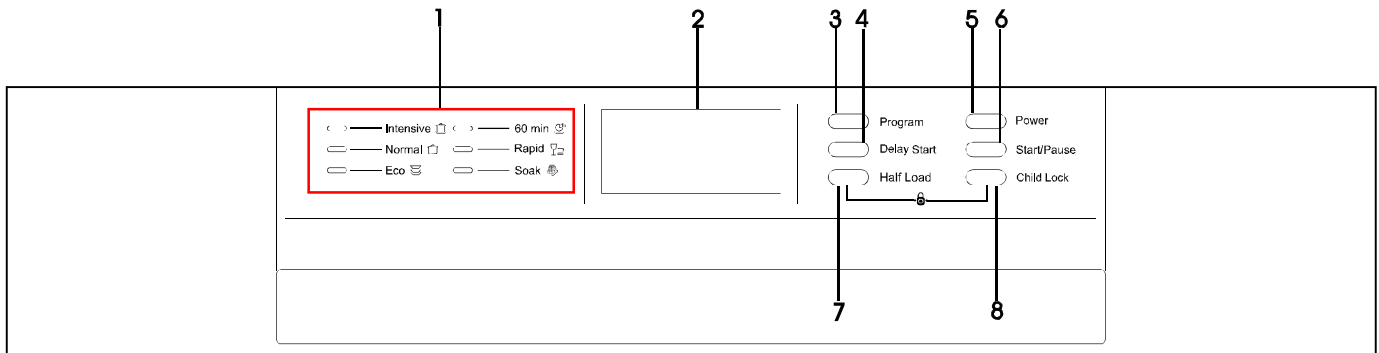 1 2 3 4 5 6
Intensive 60 min Program Power
Normal Rapid Delay Start Start/Pause
Eco Soak Half Load Child Lock
7 8